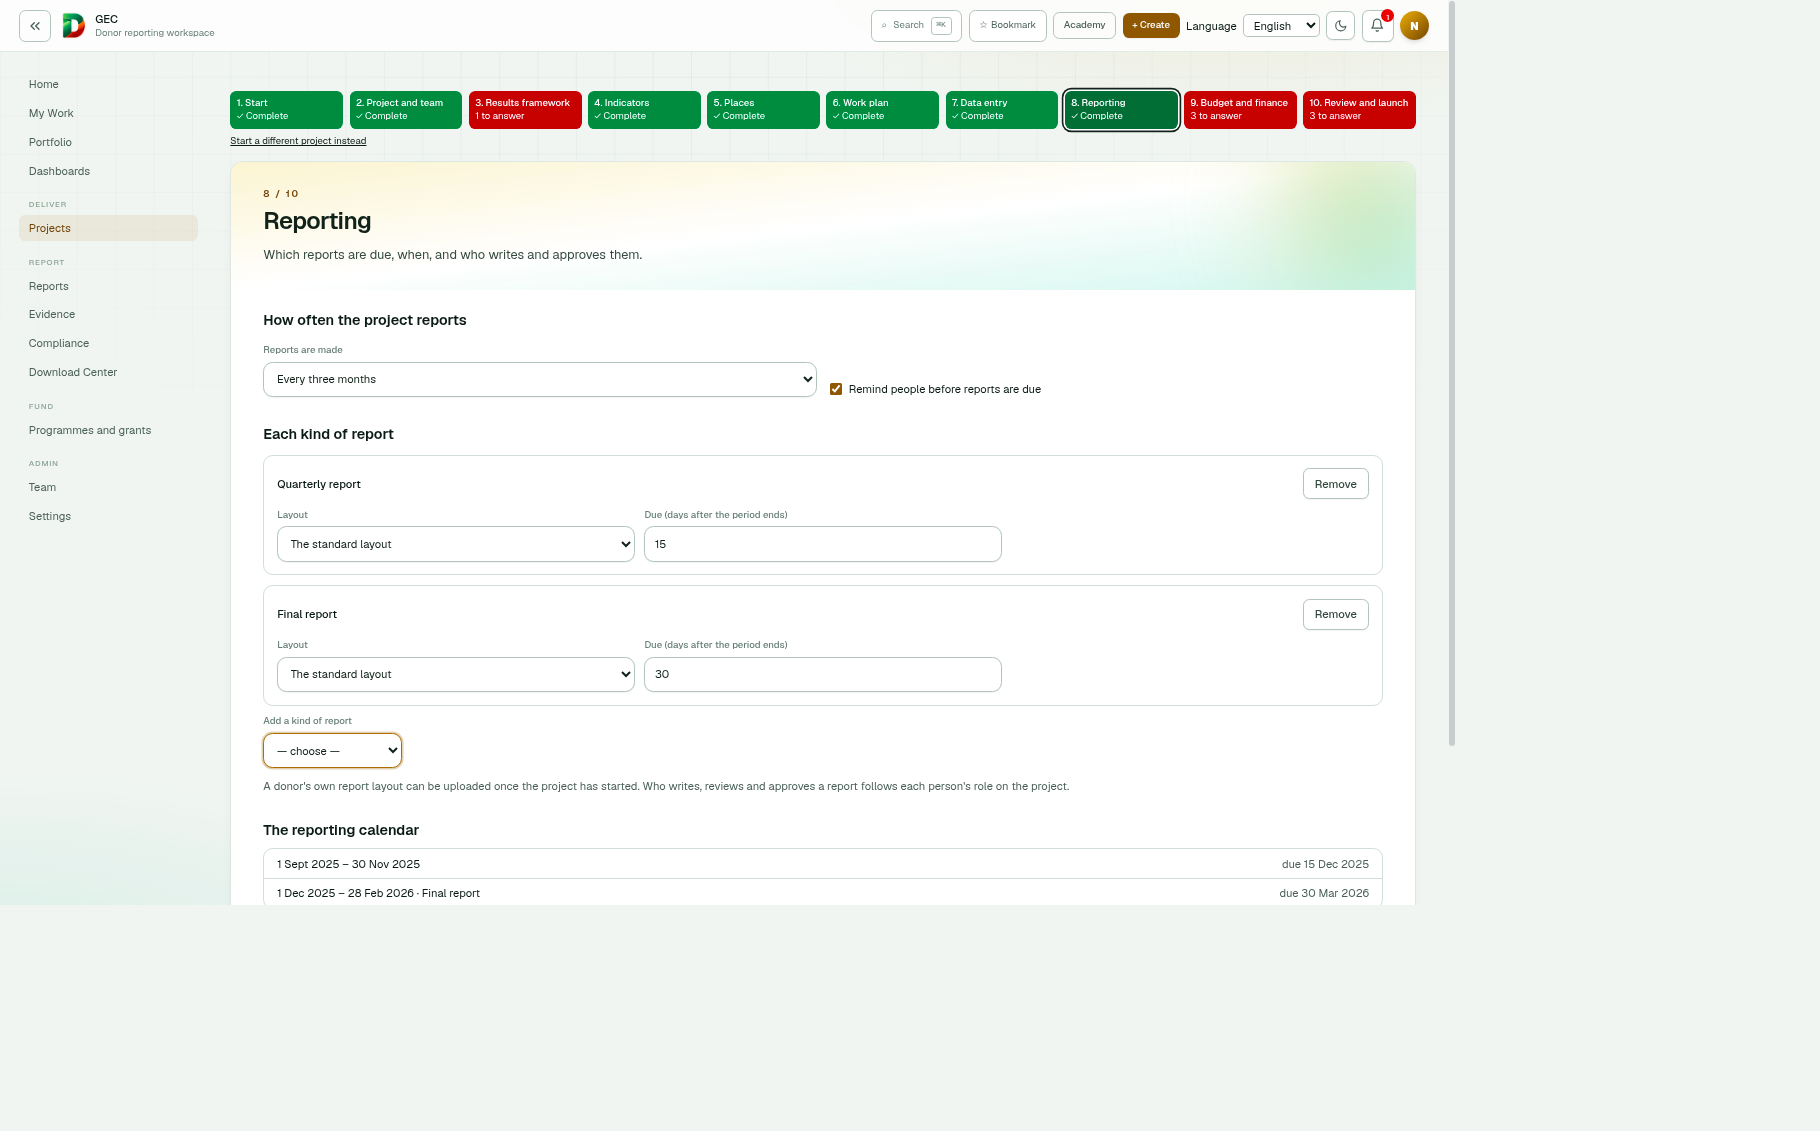 GEC
Donor reporting workspace
Search ⌘K
☆ Bookmark
Academy
+ Create
Language
English
1
N
Home
My Work
Portfolio
Dashboards
DELIVER
Projects
REPORT
Reports
Evidence
Compliance
Download Center
FUND
Programmes and grants
ADMIN
Team
Settings
1. Start
✓ Complete
2. Project and team
✓ Complete
3. Results framework
1 to answer
4. Indicators
✓ Complete
5. Places
✓ Complete
6. Work plan
✓ Complete
7. Data entry
✓ Complete
8. Reporting
✓ Complete
9. Budget and finance
3 to answer
10. Review and launch
3 to answer
Start a different project instead
8 / 10
Reporting
Which reports are due, when, and who writes and approves them.
How often the project reports
Reports are made
Every three months
Remind people before reports are due
Each kind of report
Quarterly report
Remove
Layout
Due (days after the period ends)
The standard layout
15
Final report
Remove
Layout
Due (days after the period ends)
The standard layout
30
Add a kind of report
— choose —
A donor's own report layout can be uploaded once the project has started. Who writes, reviews and approves a report follows each person's role on the project.
The reporting calendar
1 Sept 2025 – 30 Nov 2025
due 15 Dec 2025
1 Dec 2025 – 28 Feb 2026 · Final report
due 30 Mar 2026